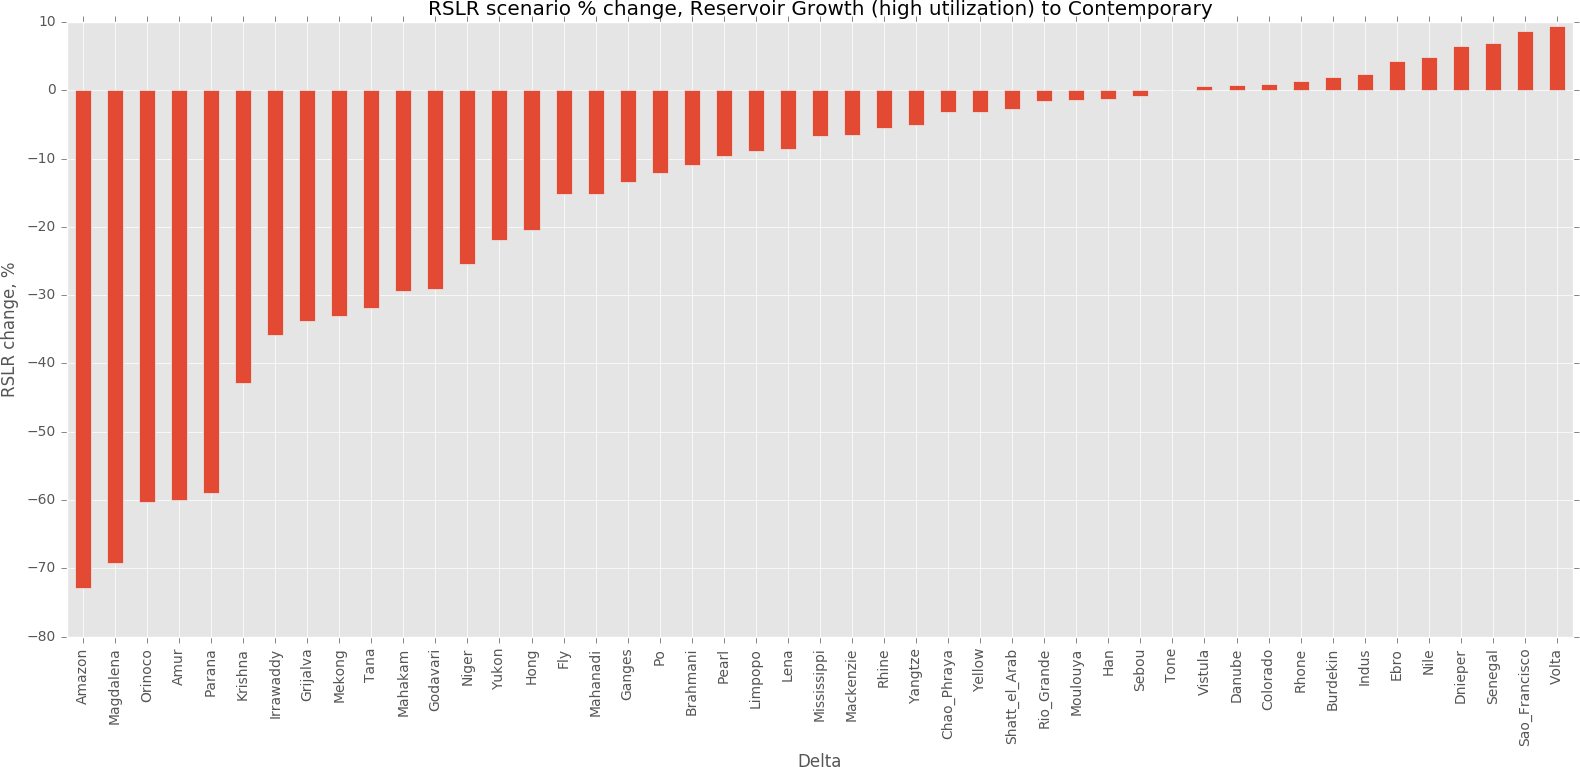 RSLR scenario % change, Reservoir Growth (high utilization) to Contemporary
10
0
−10
−20
−30
−40
−50
−60
−70
−80
RSLR change, %
Amazon
Magdalena
Orinoco
Amur
Parana
Krishna
Irrawaddy
Grijalva
Mekong
Tana
Mahakam
Godavari
Niger
Yukon
Hong
Fly
Mahanadi
Ganges
Po
Brahmani
Pearl
Limpopo
Lena
Mississippi
Mackenzie
Rhine
Yangtze
Chao_Phraya
Yellow
Shatt_el_Arab
Rio_Grande
Moulouya
Han
Sebou
Tone
Vistula
Danube
Colorado
Rhone
Burdekin
Indus
Ebro
Nile
Dnieper
Senegal
Sao_Francisco
Volta
Delta